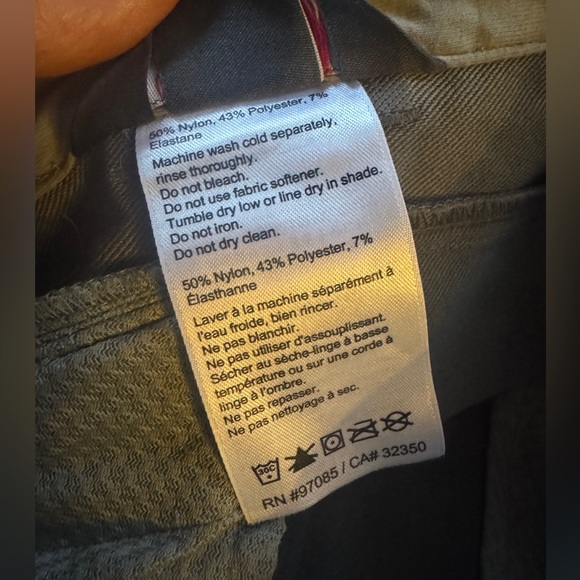 50% Nylon, 43% Polyester, 7%
Elastane
Machine wash cold separately,
rinse thoroughly.
Do not bleach.
Do not use fabric softener.
Tumble dry low or line dry in shade.
Do not iron.
Do not dry clean.
50% Nylon, 43% Polyester, 7%
Élasthanne
Laver à la machine séparément à
l'eau froide, bien rincer.
Ne pas blanchir.
Ne pas utiliser d'assouplissant.
Sécher au sèche-linge à basse
température ou sur une corde à
linge à l'ombre.
Ne pas repasser.
Ne pas nettoyage à sec.
30C
RN #97085 / CA# 32350